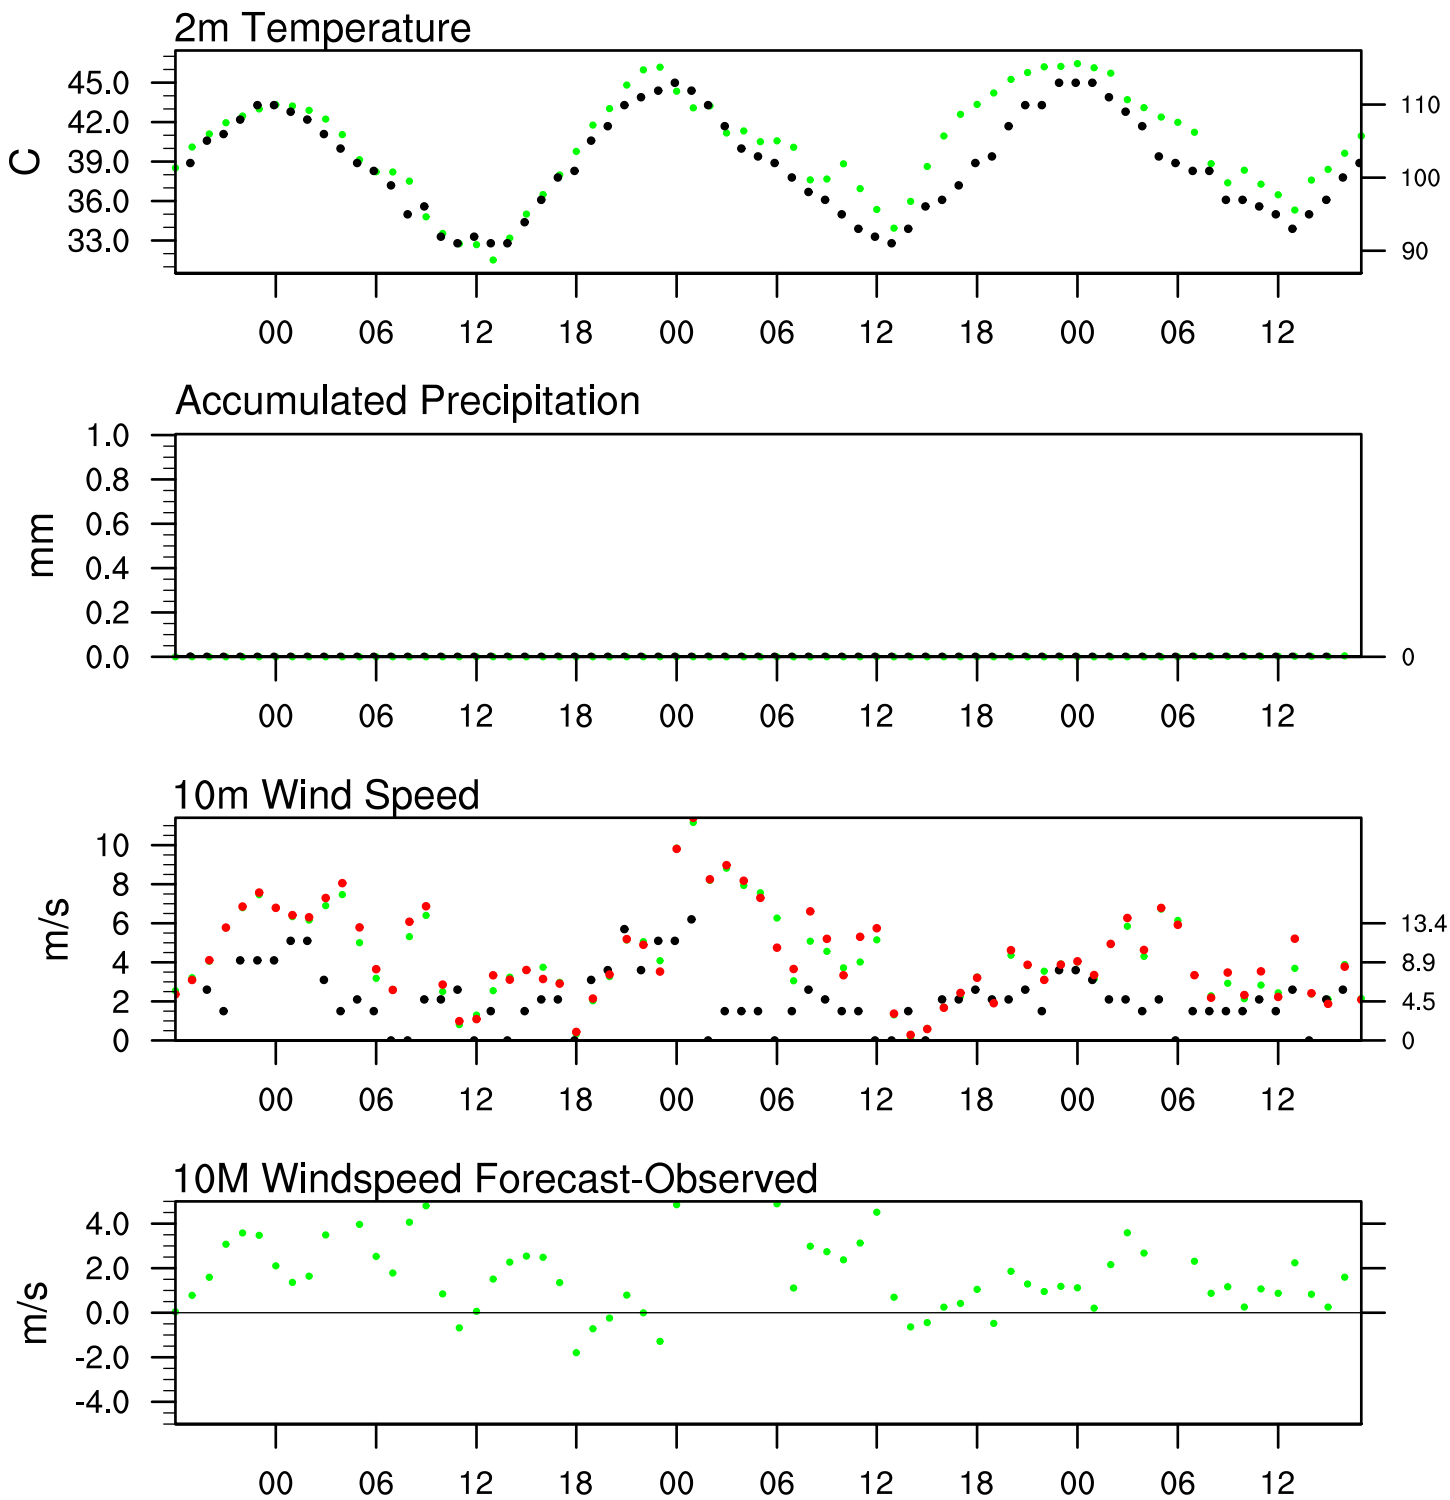 2m Temperature
C
45.0
42.0
39.0
36.0
33.0
110
100
90
00 06 12 18 00 06 12 18 00 06 12
Accumulated Precipitation
mm
1.0
0.8
0.6
0.4
0.2
0.0
0
00 06 12 18 00 06 12 18 00 06 12
10m Wind Speed
m/s
10
8
6
4
2
0
13.4
8.9
4.5
0
00 06 12 18 00 06 12 18 00 06 12
10M Windspeed Forecast-Observed
m/s
4.0
2.0
0.0
-2.0
-4.0
00 06 12 18 00 06 12 18 00 06 12